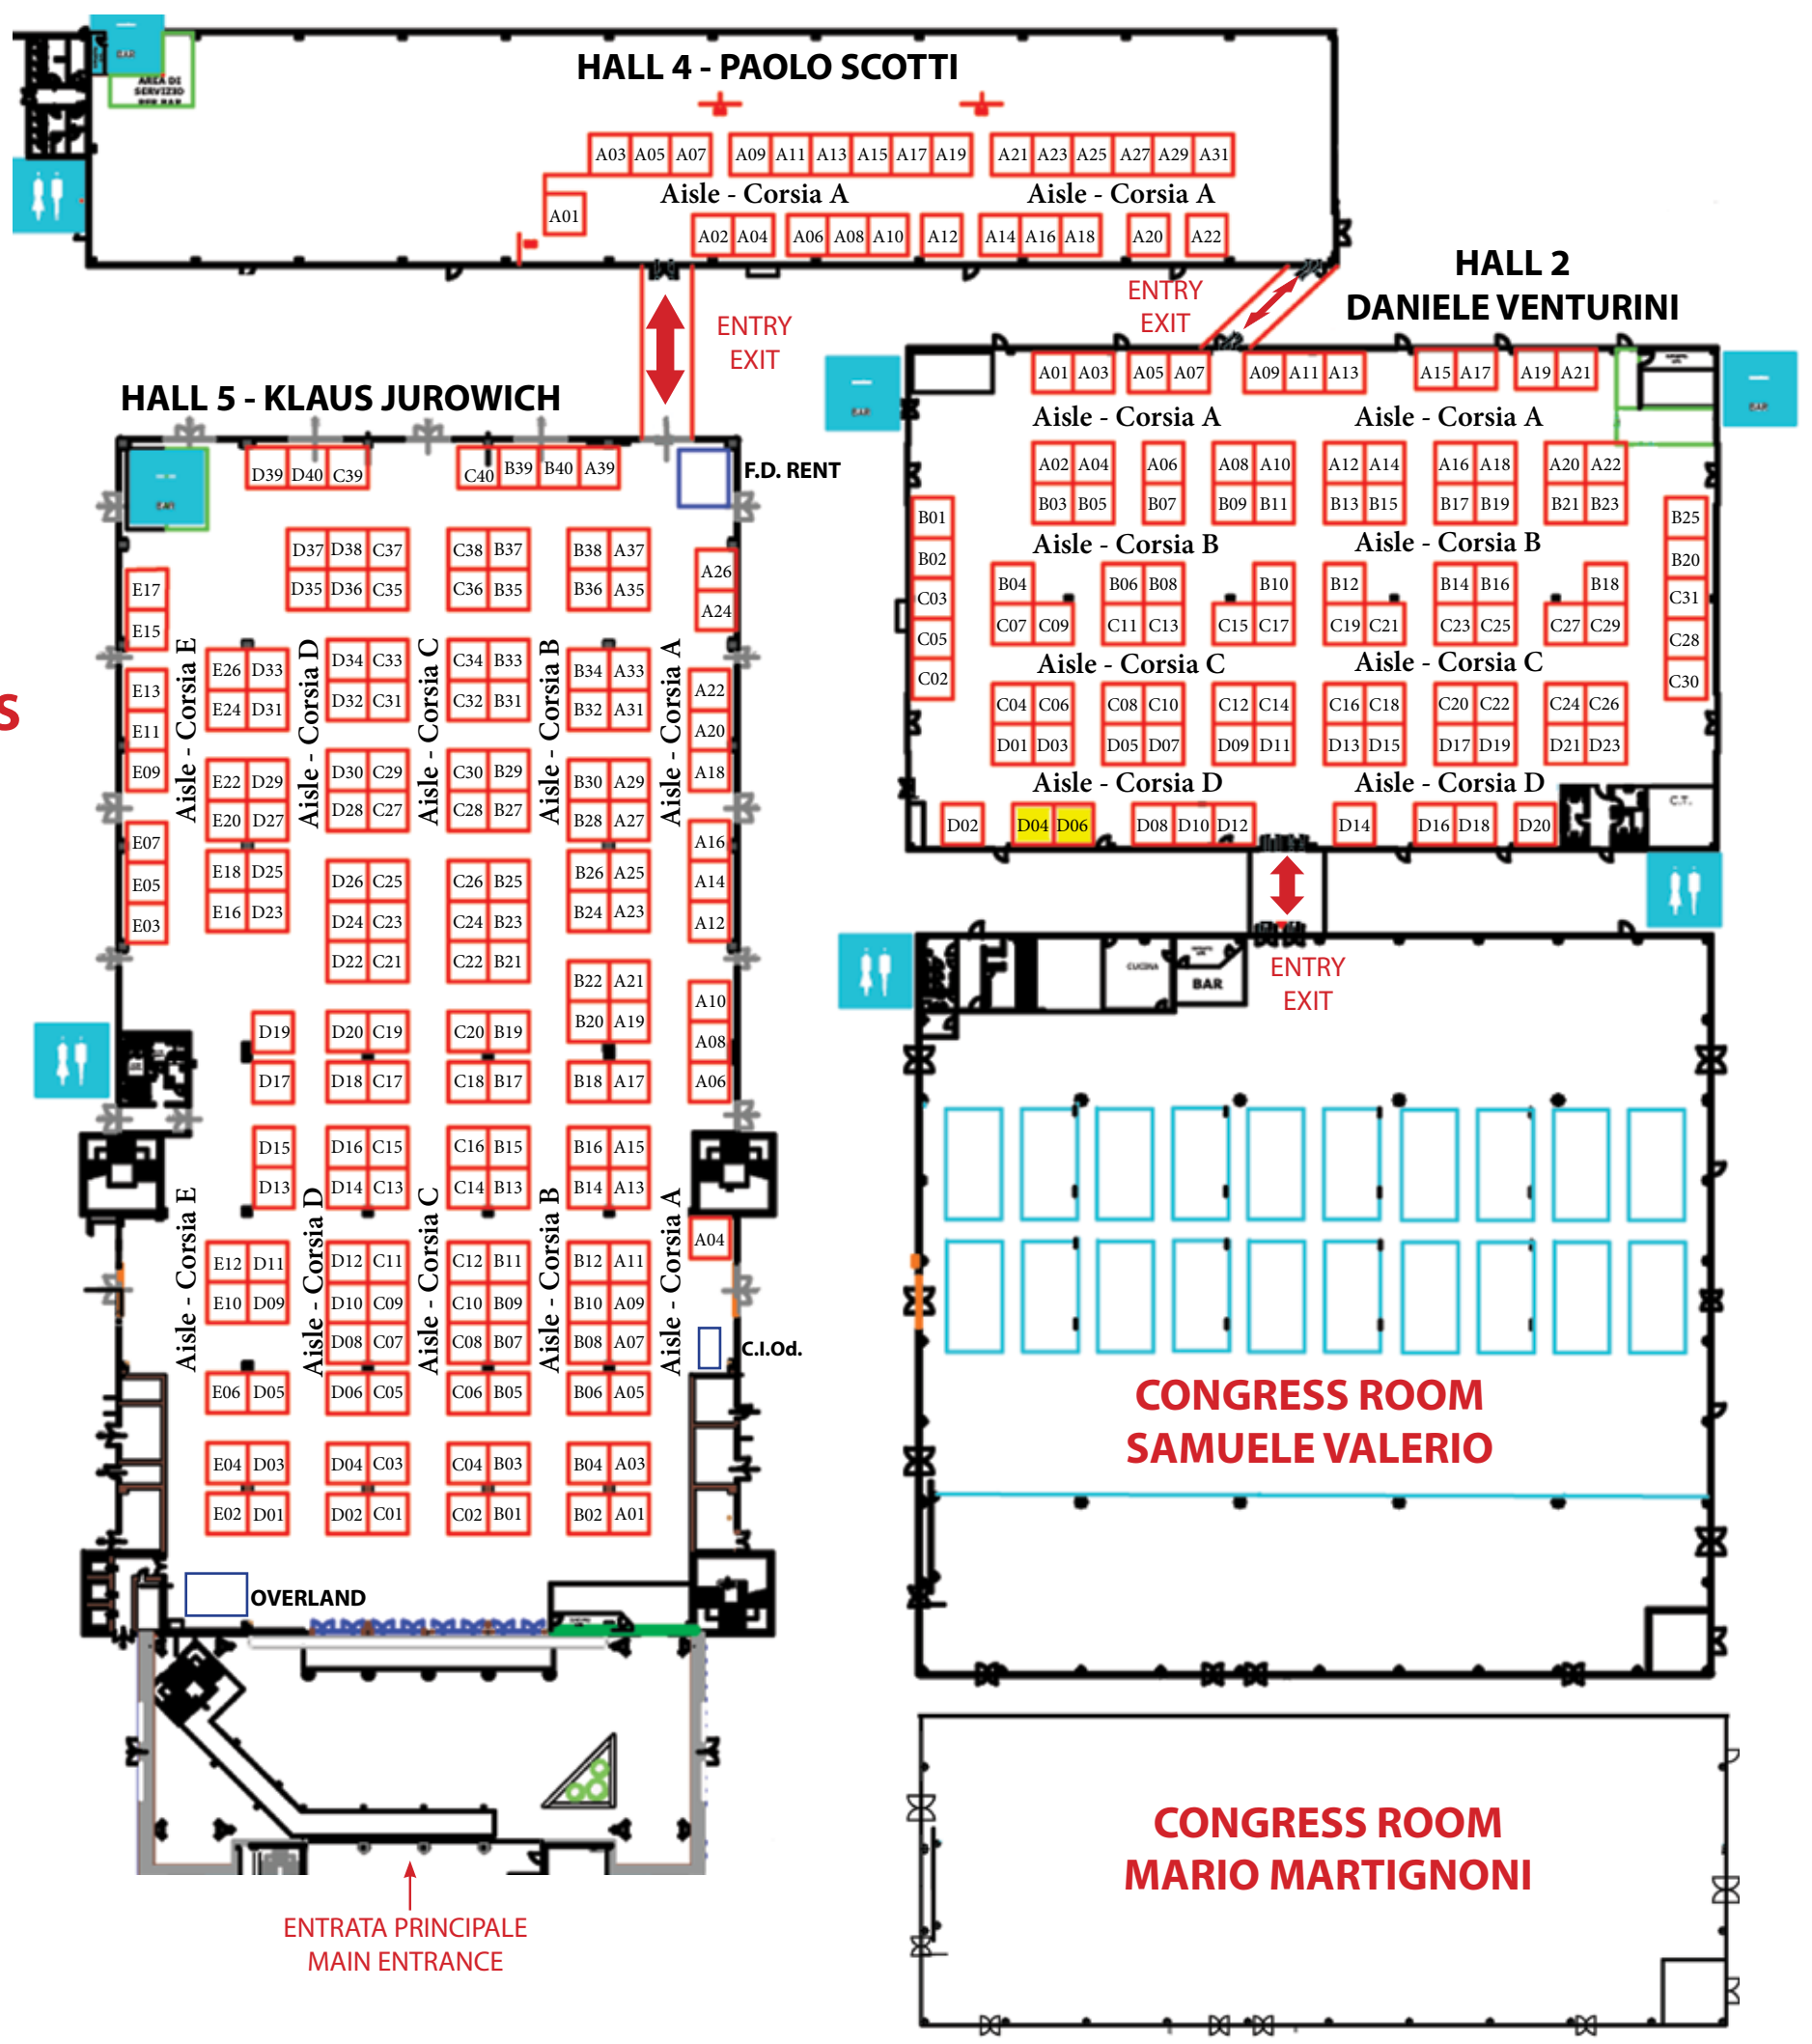 BAR
AREA DI
SERVIZIO
PER BAR
HALL 4 - PAOLO SCOTTI
A03 A05 A07 A09 A11 A13 A15 A17 A19 A21 A23 A25 A27 A29 A31
Aisle - Corsia A Aisle - Corsia A
A01
A02 A04 A06 A08 A10 A12 A14 A16 A18 A20 A22
ENTRY
EXIT
ENTRY
EXIT
HALL 2
DANIELE VENTURINI
BAR
BAR
A01 A03 A05 A07 A09 A11 A13 A15 A17 A19 A21
Aisle - Corsia A Aisle - Corsia A
A02 A04 A06 A08 A10 A12 A14 A16 A18 A20 A22
B03 B05 B07 B09 B11 B13 B15 B17 B19 B21 B23
B01 B25
Aisle - Corsia B Aisle - Corsia B
B02 B20
B04 B06 B08 B10 B12 B14 B16 B18
C03 C31
C07 C09 C11 C13 C15 C17 C19 C21 C23 C25 C27 C29
C05 C28
Aisle - Corsia C Aisle - Corsia C
C02 C30
C04 C06 C08 C10 C12 C14 C16 C18 C20 C22 C24 C26
D01 D03 D05 D07 D09 D11 D13 D15 D17 D19 D21 D23
Aisle - Corsia D Aisle - Corsia D
C.T.
D02 D04 D06 D08 D10 D12 D14 D16 D18 D20
HALL 5 - KLAUS JUROWICH
BAR
F.D. RENT
D39 D40 C39 C40 B39 B40 A39
D37 D38 C37 C38 B37 B38 A37
D35 D36 C35 C36 B35 B36 A35
A26
A24
E17
E15
Aisle - Corsia E
Aisle - Corsia D
Aisle - Corsia C
Aisle - Corsia B
Aisle - Corsia A
S
E26 D33 D34 C33 C34 B33 B34 A33
E24 D31 D32 C31 C32 B31 B32 A31
E13 A22
E11 A20
E09 A18
E22 D29 D30 C29 C30 B29 B30 A29
E20 D27 D28 C27 C28 B27 B28 A27
E07 A16
E05 A14
E03 A12
E18 D25 D26 C25 C26 B25 B26 A25
E16 D23 D24 C23 C24 B23 B24 A23
D22 C21 C22 B21 B22 A21
B20 A19
A10
D19 D20 C19 C20 B19 A08
D17 D18 C17 C18 B17 B18 A17 A06
D15 D16 C15 C16 B15 B16 A15
D13 D14 C13 C14 B13 B14 A13
Aisle - Corsia E
Aisle - Corsia D
Aisle - Corsia C
Aisle - Corsia B
Aisle - Corsia A
A04
E12 D11 D12 C11 C12 B11 B12 A11
E10 D09 D10 C09 C10 B09 B10 A09
D08 C07 C08 B07 B08 A07
C.I.Od.
E06 D05 D06 C05 C06 B05 B06 A05
E04 D03 D04 C03 C04 B03 B04 A03
E02 D01 D02 C01 C02 B01 B02 A01
OVERLAND
ENTRATA PRINCIPALE
MAIN ENTRANCE
CUCINA
BAR
ENTRY
EXIT
CONGRESS ROOM
SAMUELE VALERIO
CONGRESS ROOM
MARIO MARTIGNONI